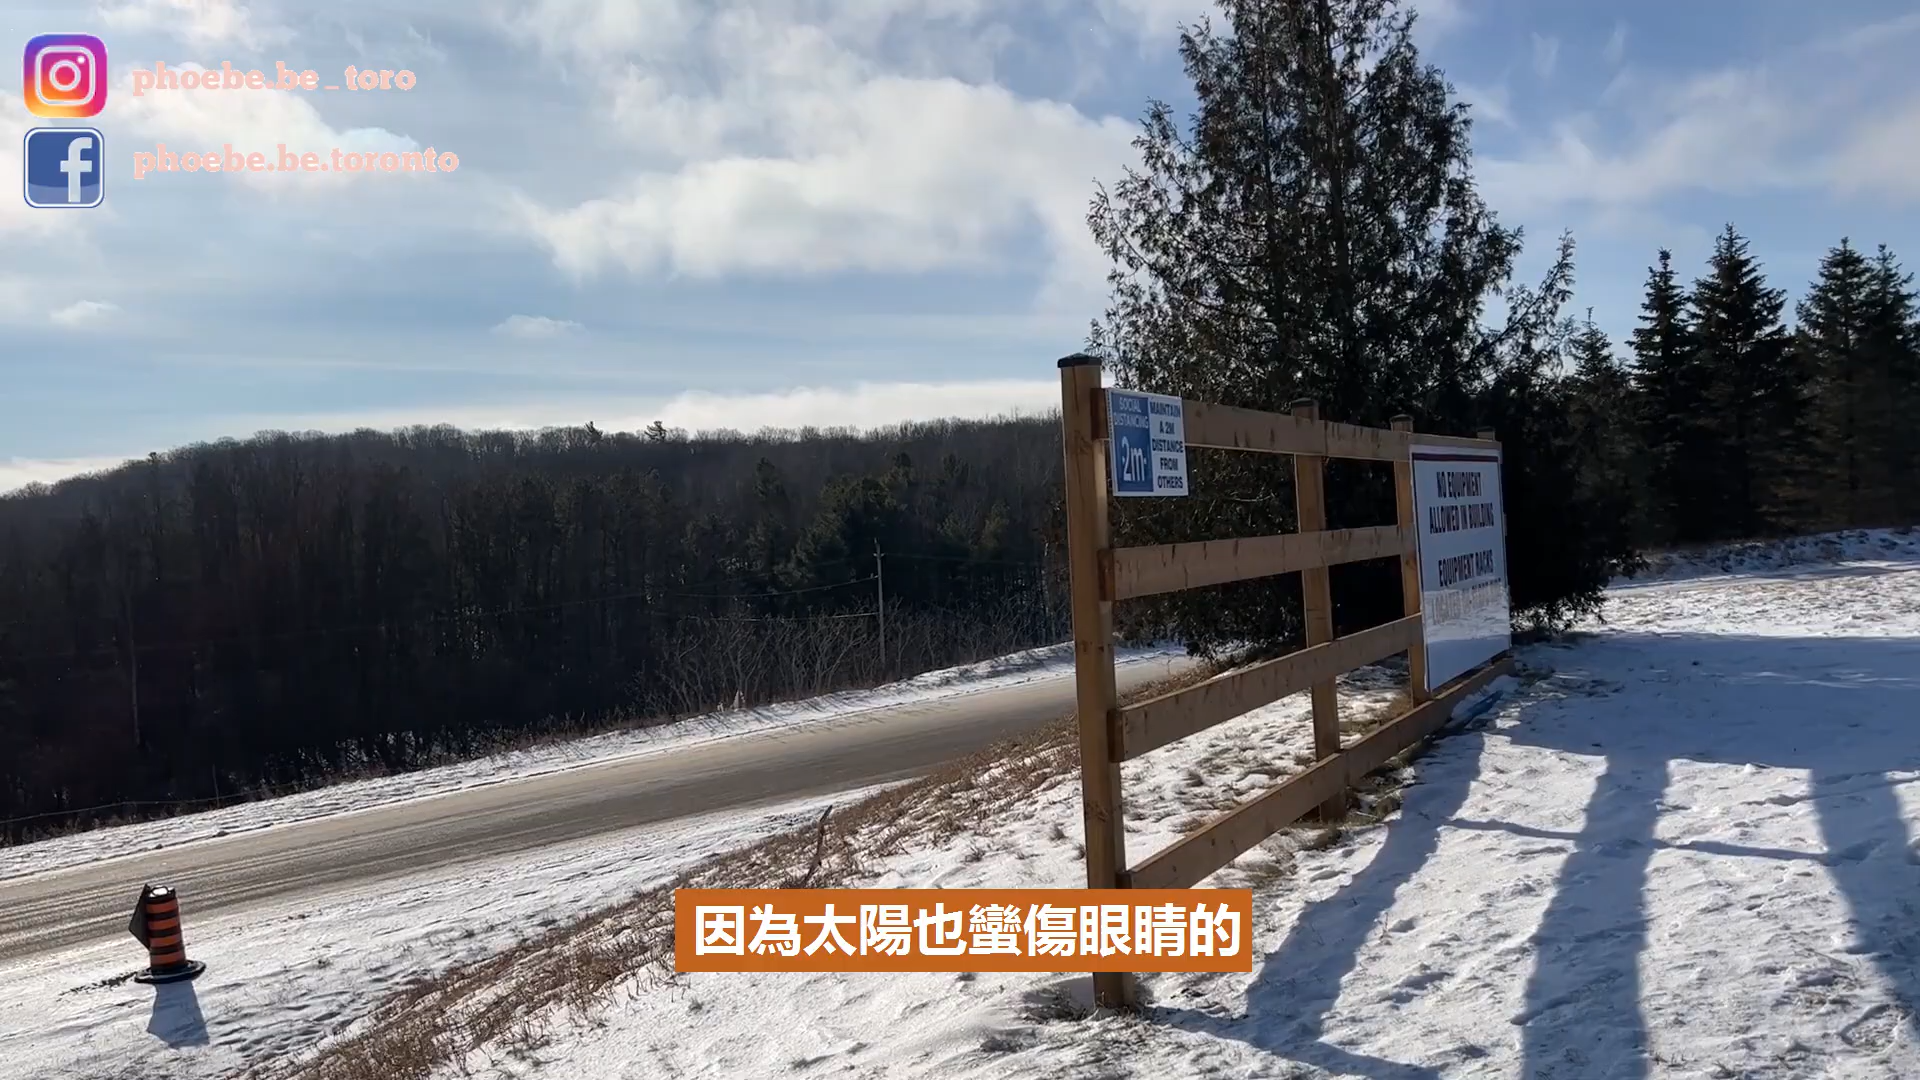 phoebe.be_toro
phoebe.be.toronto
SOCIAL
DISTANCING
2m
MAINTAIN
A 2M
DISTANCE
FROM
OTHERS
NO EQUIPMENT
ALLOWED IN BUILDING
EQUIPMENT RACKS
因為太陽也蠻傷眼睛的